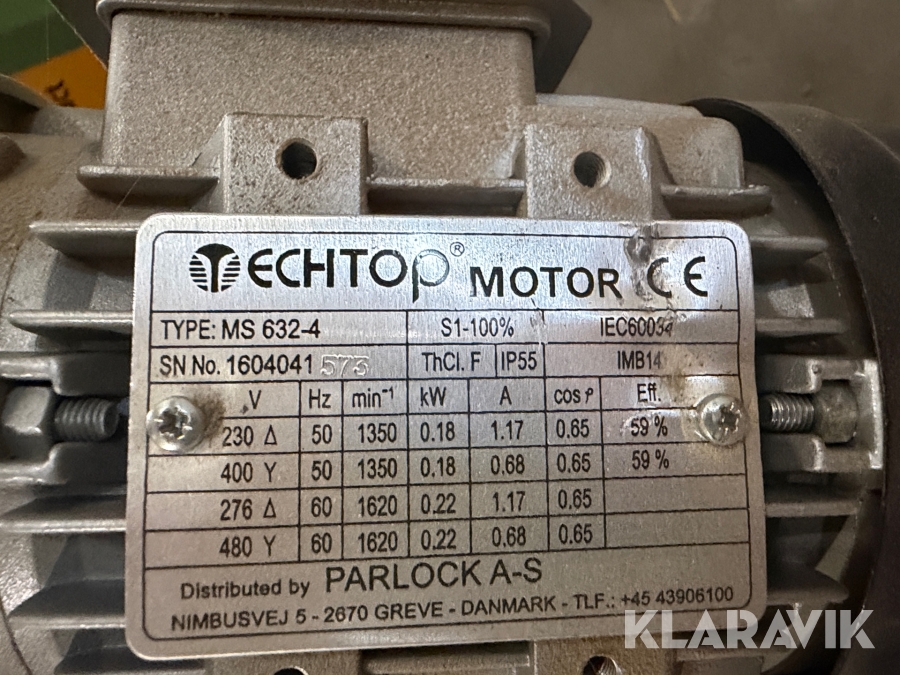 TECHTOP® MOTOR CE
TYPE: MS 632-4 S1-100% IEC60034
SN No. 1604041 573 ThCl. F IP55 IMB14
V Hz min⁻¹ kW A cos φ Eff.
230 Δ 50 1350 0.18 1.17 0.65 59 %
400 Y 50 1350 0.18 0.68 0.65 59 %
276 Δ 60 1620 0.22 1.17 0.65
480 Y 60 1620 0.22 0.68 0.65
Distributed by PARLOCK A-S
NIMBUSVEJ 5 - 2670 GREVE - DANMARK - TLF.: +45 43906100
KLARAVIK